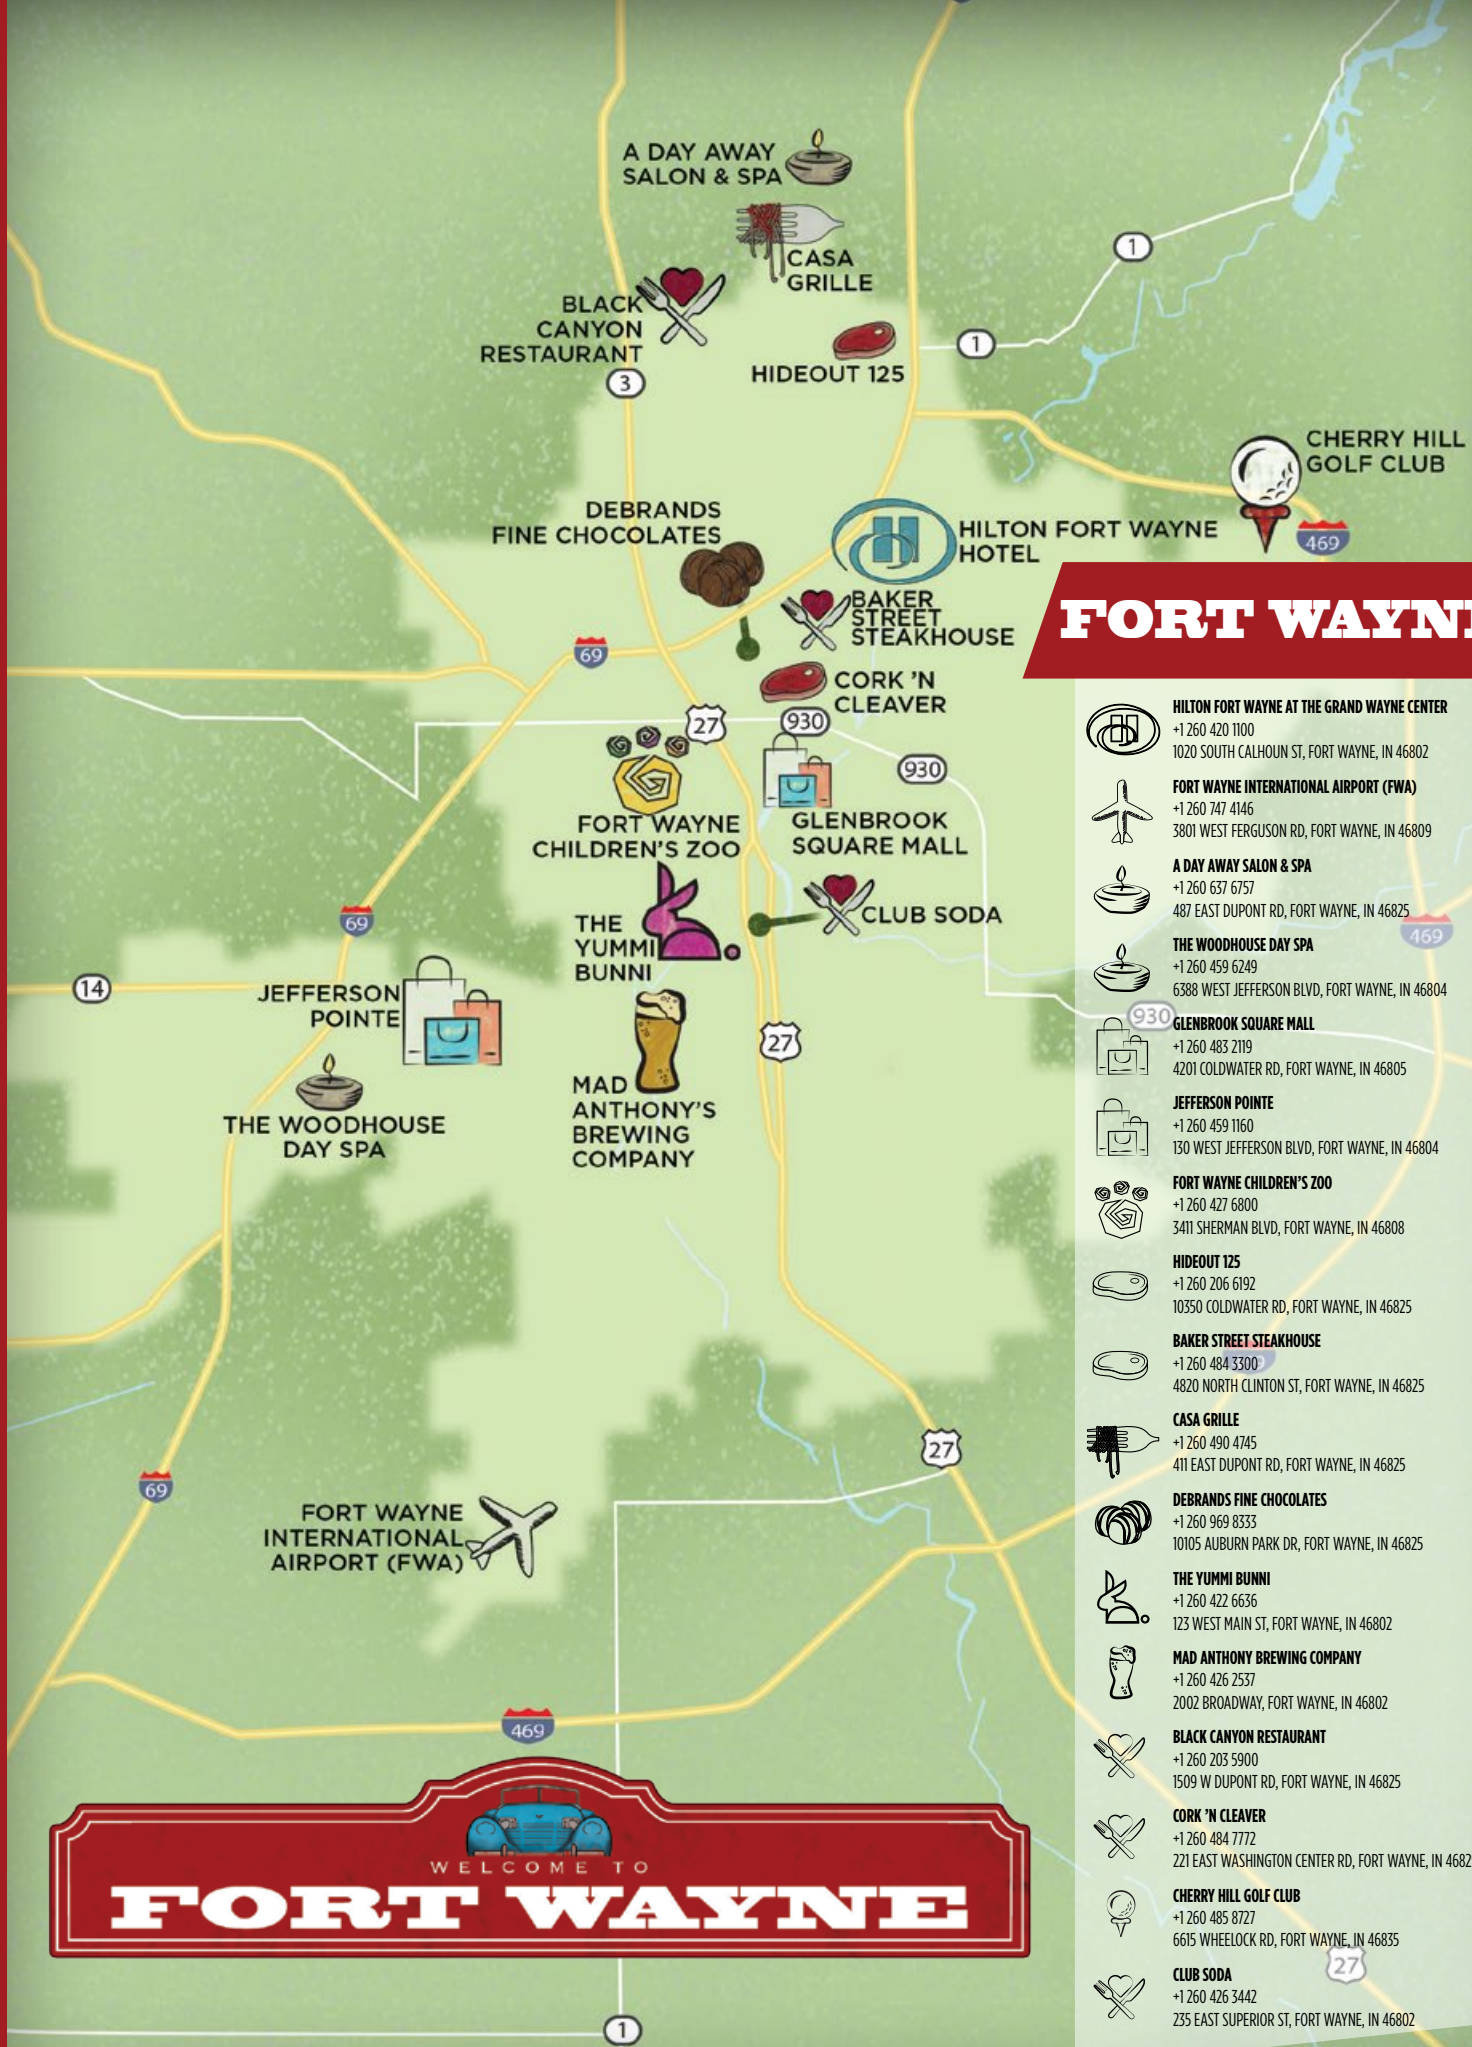 A DAY AWAY
SALON & SPA
CASA
GRILLE
BLACK
CANYON
RESTAURANT
1
1
3
HIDEOUT 125
CHERRY HILL
GOLF CLUB
DEBRANDS
FINE CHOCOLATES
HILTON FORT WAYNE
HOTEL
469
BAKER
STREET
STEAKHOUSE
69
CORK 'N
CLEAVER
27
930
930
FORT WAYNE
CHILDREN'S ZOO
GLENBROOK
SQUARE MALL
THE
YUMMI
BUNNI
CLUB SODA
69
14
JEFFERSON
POINTE
27
THE WOODHOUSE
DAY SPA
MAD
ANTHONY'S
BREWING
COMPANY
27
69
FORT WAYNE
INTERNATIONAL
AIRPORT (FWA)
469
WELCOME TO
FORT WAYNE
1
FORT WAYN
HILTON FORT WAYNE AT THE GRAND WAYNE CENTER
+1 260 420 1100
1020 SOUTH CALHOUN ST, FORT WAYNE, IN 46802
FORT WAYNE INTERNATIONAL AIRPORT (FWA)
+1 260 747 4146
3801 WEST FERGUSON RD, FORT WAYNE, IN 46809
A DAY AWAY SALON & SPA
+1 260 637 6757
487 EAST DUPONT RD, FORT WAYNE, IN 46825
469
THE WOODHOUSE DAY SPA
+1 260 459 6249
6388 WEST JEFFERSON BLVD, FORT WAYNE, IN 46804
930
GLENBROOK SQUARE MALL
+1 260 483 2119
4201 COLDWATER RD, FORT WAYNE, IN 46805
JEFFERSON POINTE
+1 260 459 1160
130 WEST JEFFERSON BLVD, FORT WAYNE, IN 46804
FORT WAYNE CHILDREN'S ZOO
+1 260 427 6800
3411 SHERMAN BLVD, FORT WAYNE, IN 46808
HIDEOUT 125
+1 260 206 6192
10350 COLDWATER RD, FORT WAYNE, IN 46825
BAKER STREET STEAKHOUSE
+1 260 484 3300
4820 NORTH CLINTON ST, FORT WAYNE, IN 46825
CASA GRILLE
+1 260 490 4745
411 EAST DUPONT RD, FORT WAYNE, IN 46825
DEBRANDS FINE CHOCOLATES
+1 260 969 8333
10105 AUBURN PARK DR, FORT WAYNE, IN 46825
THE YUMMI BUNNI
+1 260 422 6636
123 WEST MAIN ST, FORT WAYNE, IN 46802
MAD ANTHONY BREWING COMPANY
+1 260 426 2537
2002 BROADWAY, FORT WAYNE, IN 46802
BLACK CANYON RESTAURANT
+1 260 203 5900
1509 W DUPONT RD, FORT WAYNE, IN 46825
CORK 'N CLEAVER
+1 260 484 7772
221 EAST WASHINGTON CENTER RD, FORT WAYNE, IN 4682
CHERRY HILL GOLF CLUB
+1 260 485 8727
6615 WHEELOCK RD, FORT WAYNE, IN 46835
27
CLUB SODA
+1 260 426 3442
235 EAST SUPERIOR ST, FORT WAYNE, IN 46802